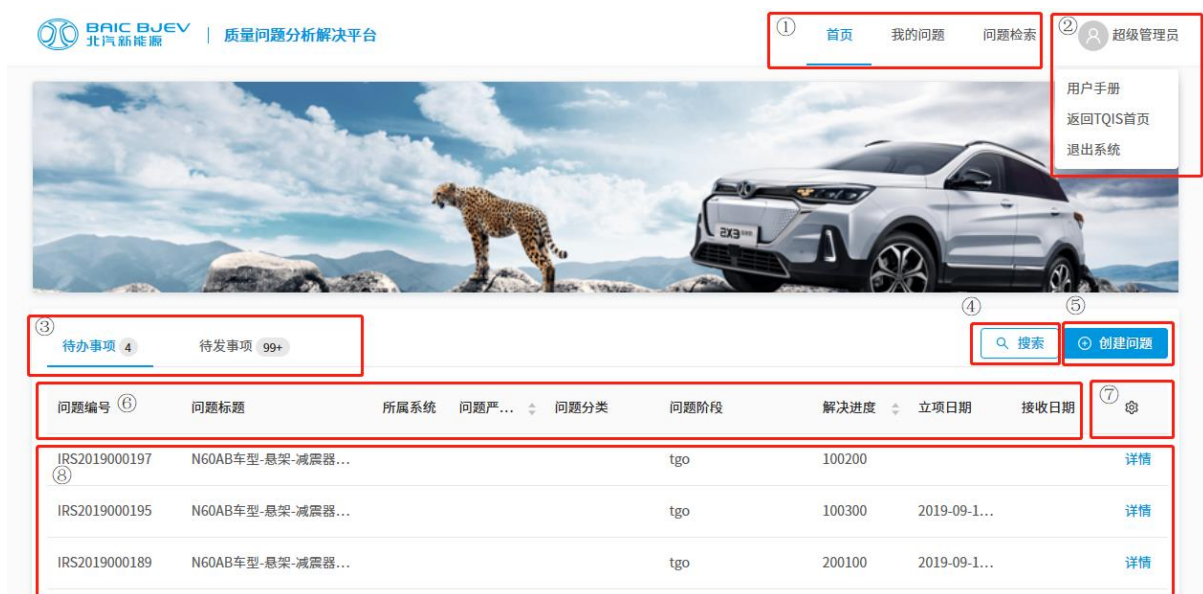 BAIC BJEV
北汽新能源
质量问题分析解决平台
① 首页 我的问题 问题检索
② 超级管理员
用户手册
返回TQIS首页
退出系统
③ 待办事项 4 待发事项 99+
④ 搜索
⑤ 创建问题
问题编号 ⑥ 问题标题 所属系统 问题严... 问题分类 问题阶段 解决进度 立项日期 接收日期 ⑦
IRS2019000197 N60AB车型-悬架-减震器... tgo 100200 详情
⑧
IRS2019000195 N60AB车型-悬架-减震器... tgo 100300 2019-09-1... 详情
IRS2019000189 N60AB车型-悬架-减震器... tgo 200100 2019-09-1... 详情